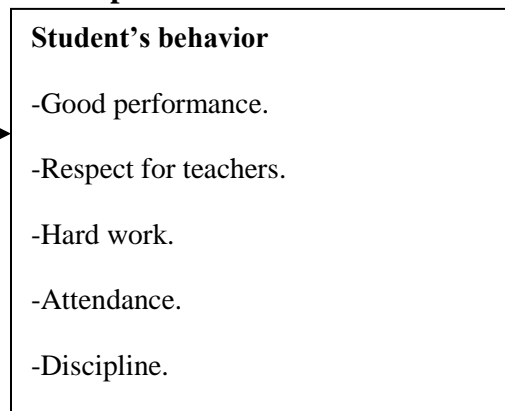 Student's behavior
-Good performance.
-Respect for teachers.
-Hard work.
-Attendance.
-Discipline.